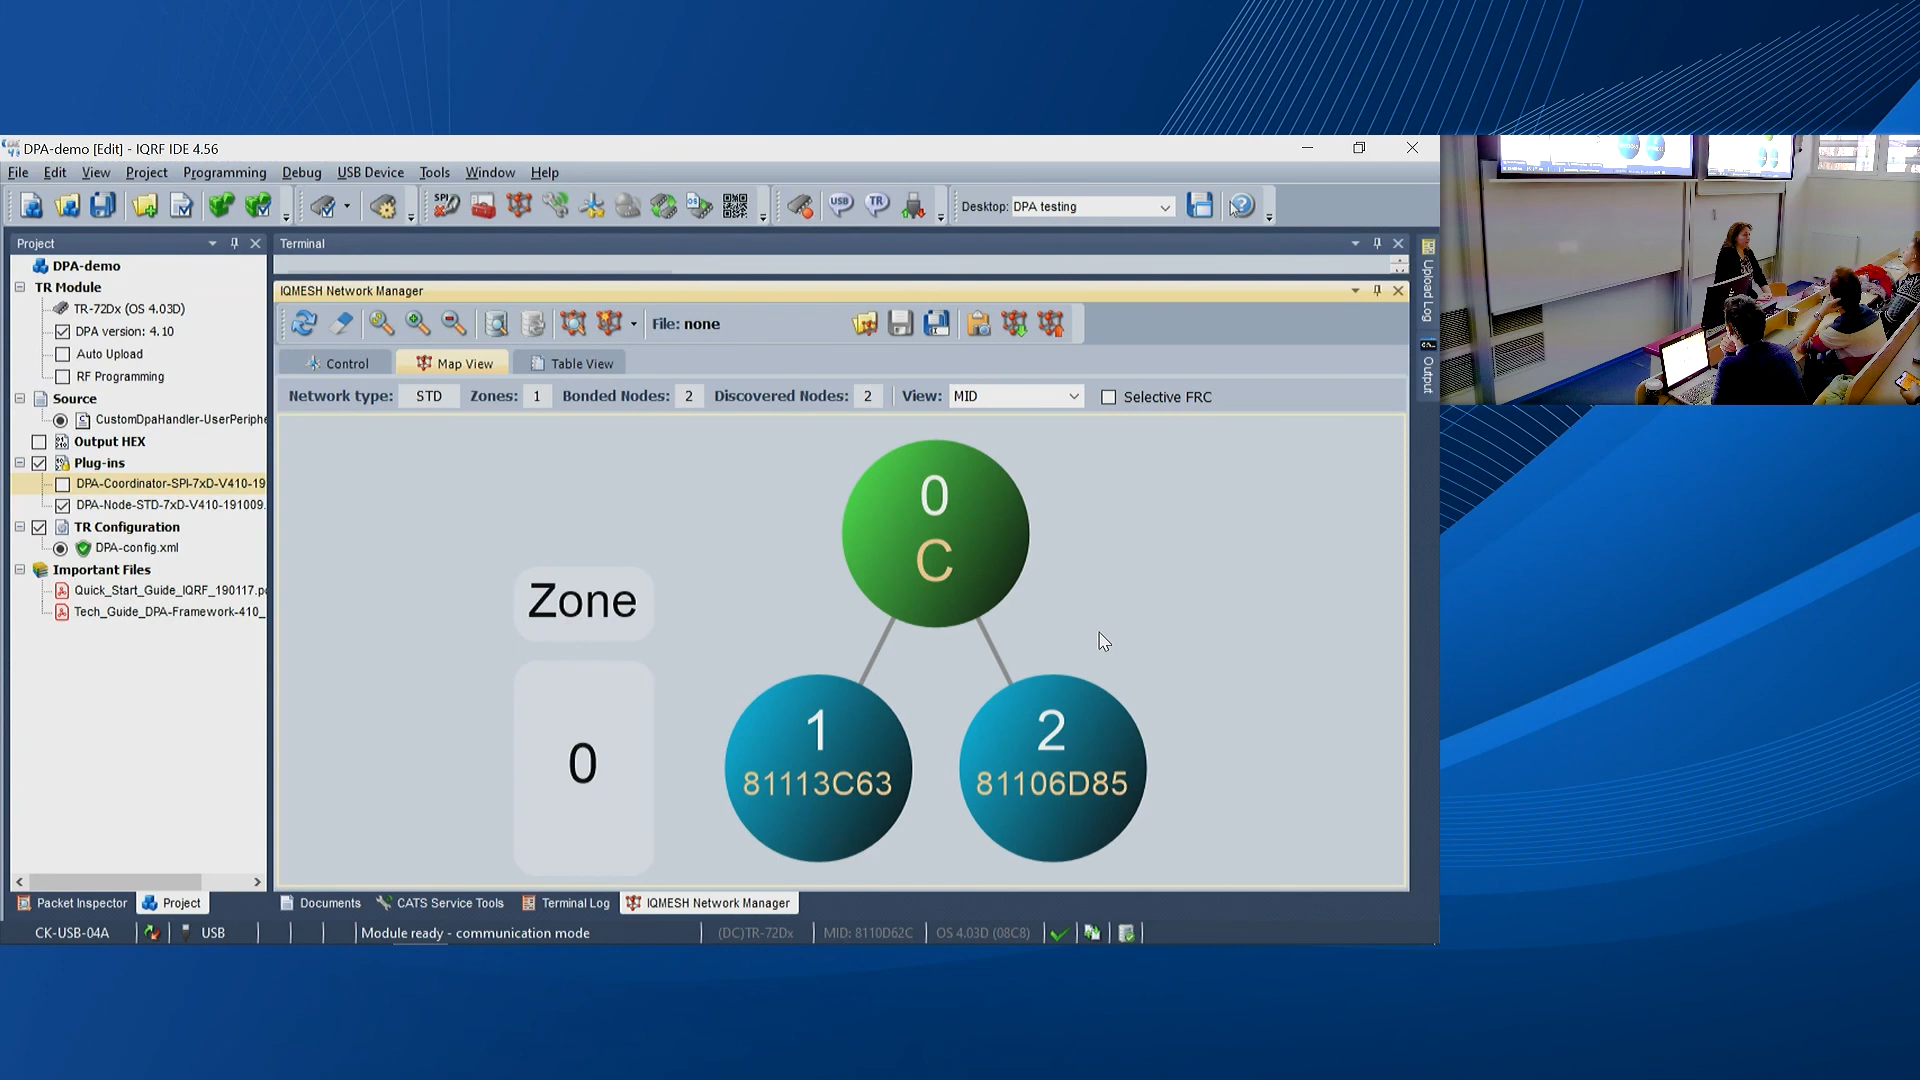 DPA-demo [Edit] - IQRF IDE 4.56
File Edit View Project Programming Debug USB Device Tools Window Help
SPI OS USB TR Desktop: DPA testing
Project
DPA-demo
TR Module
TR-72Dx (OS 4.03D)
DPA version: 4.10
Auto Upload
RF Programming
Source
CustomDpaHandler-UserPeriphe
Output HEX
Plug-ins
DPA-Coordinator-SPI-7xD-V410-19
DPA-Node-STD-7xD-V410-191009.
TR Configuration
DPA-config.xml
Important Files
Quick_Start_Guide_IQRF_190117.p
Tech_Guide_DPA-Framework-410_
Terminal
IQMESH Network Manager
File: none
Control Map View Table View
Network type: STD Zones: 1 Bonded Nodes: 2 Discovered Nodes: 2 View: MID Selective FRC
0
C
Zone
0
1
81113C63
2
81106D85
Upload Log
Output
Packet Inspector Project Documents CATS Service Tools Terminal Log IQMESH Network Manager
CK-USB-04A USB Module ready - communication mode (DC)TR-72Dx MID: 8110D62C OS 4.03D (08C8)